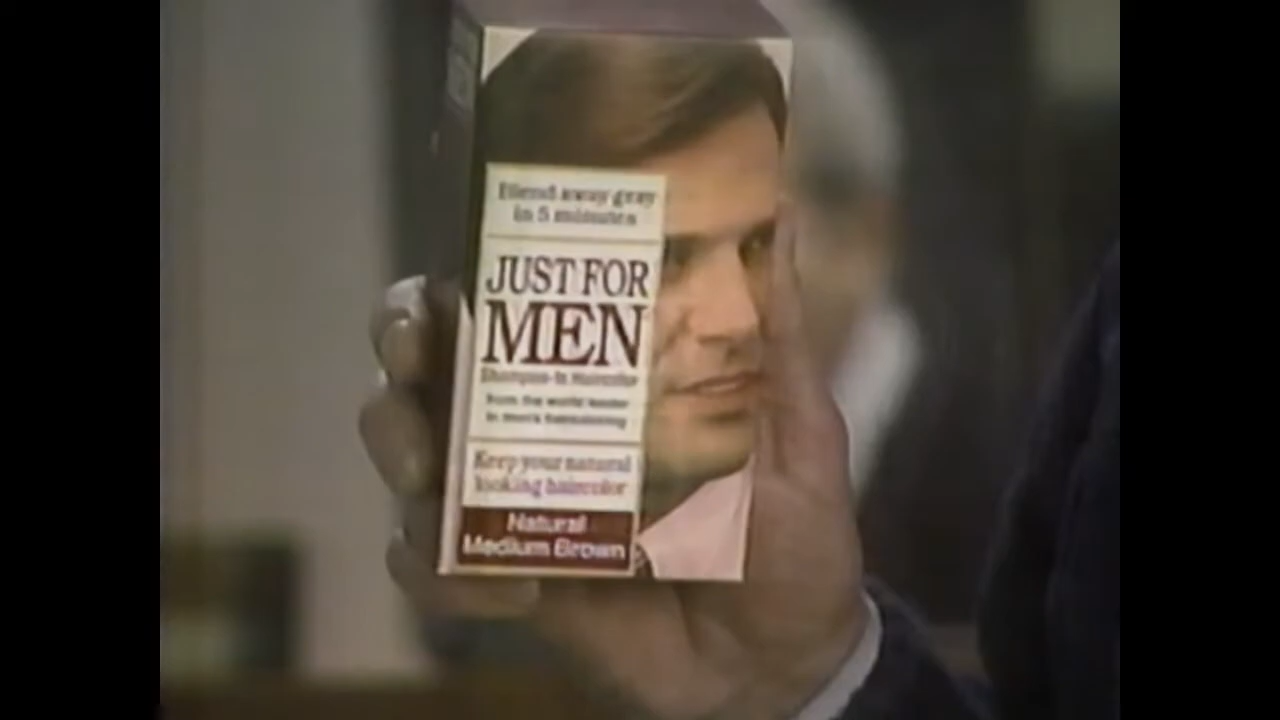 Blend away gray
in 5 minutes
JUST FOR
MEN
Shampoo-In Haircolor
from the world leader
in men's haircoloring
Keep your natural
looking haircolor
Natural
Medium Brown